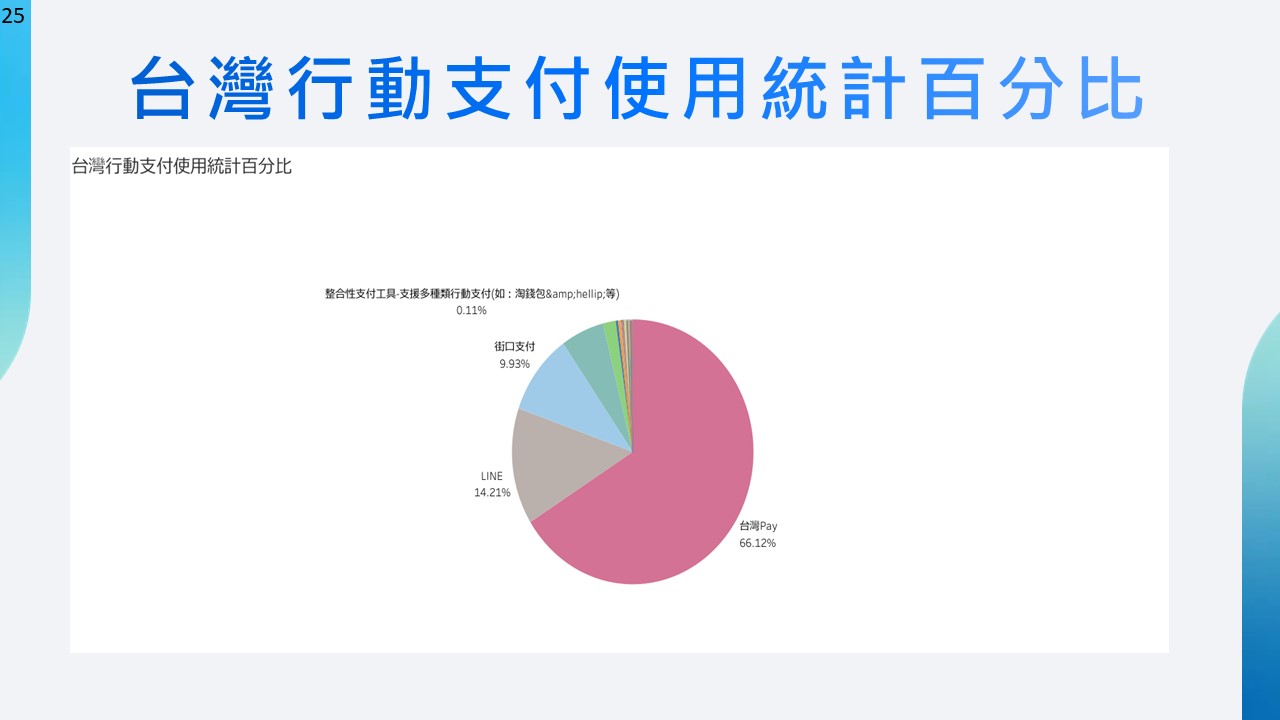 25
台灣行動支付使用統計百分比
台灣行動支付使用統計百分比
整合性支付工具-支援多種類行動支付(如：淘錢包&amp;hellip;等)
0.11%
街口支付
9.93%
LINE
14.21%
台灣Pay
66.12%